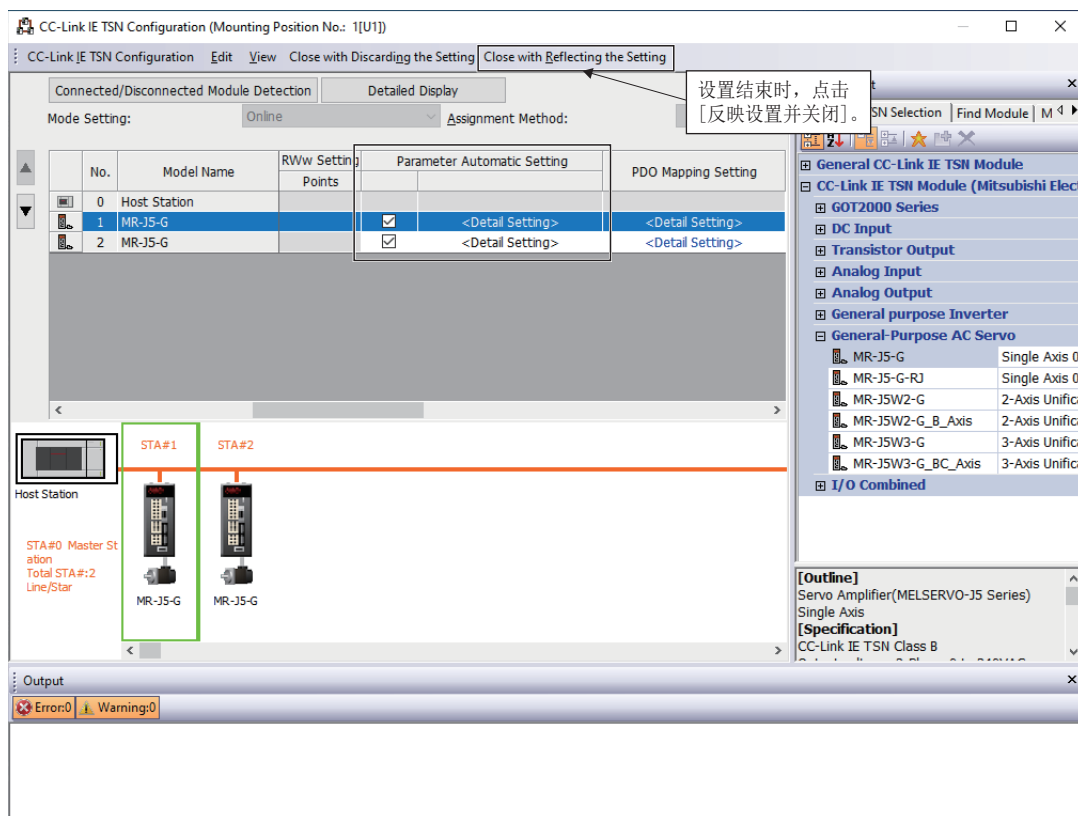 CC-Link IE TSN Configuration (Mounting Position No.: 1[U1])
CC-Link IE TSN Configuration Edit View Close with Discarding the Setting Close with Reflecting the Setting
设置结束时，点击
[反映设置并关闭]。
Connected/Disconnected Module Detection Detailed Display
Mode Setting: Online Assignment Method:
SN Selection Find Module M
No. Model Name RWw Setting Parameter Automatic Setting PDO Mapping Setting
Points
0 Host Station
1 MR-J5-G <Detail Setting> <Detail Setting>
2 MR-J5-G <Detail Setting> <Detail Setting>
General CC-Link IE TSN Module
CC-Link IE TSN Module (Mitsubishi Elect
GOT2000 Series
DC Input
Transistor Output
Analog Input
Analog Output
General purpose Inverter
General-Purpose AC Servo
MR-J5-G Single Axis 0
MR-J5-G-RJ Single Axis 0
MR-J5W2-G 2-Axis Unifica
MR-J5W2-G_B_Axis 2-Axis Unifica
MR-J5W3-G 3-Axis Unifica
MR-J5W3-G_BC_Axis 3-Axis Unifica
I/O Combined
STA#1 STA#2
Host Station
STA#0 Master St
ation
Total STA#:2
Line/Star
MR-J5-G MR-J5-G
[Outline]
Servo Amplifier(MELSERVO-J5 Series)
Single Axis
[Specification]
CC-Link IE TSN Class B
Output
Error:0 Warning:0